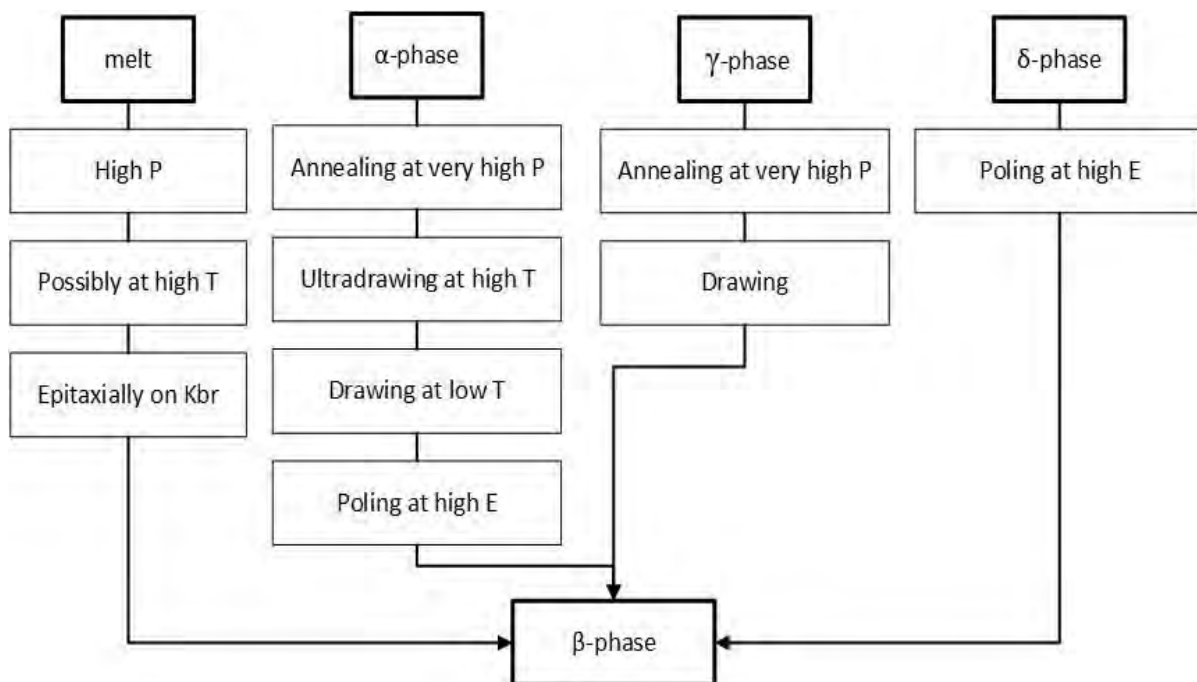 melt
α-phase
γ-phase
δ-phase
High P
Annealing at very high P
Annealing at very high P
Poling at high E
Possibly at high T
Ultradrawing at high T
Drawing
Epitaxially on Kbr
Drawing at low T
Poling at high E
β-phase